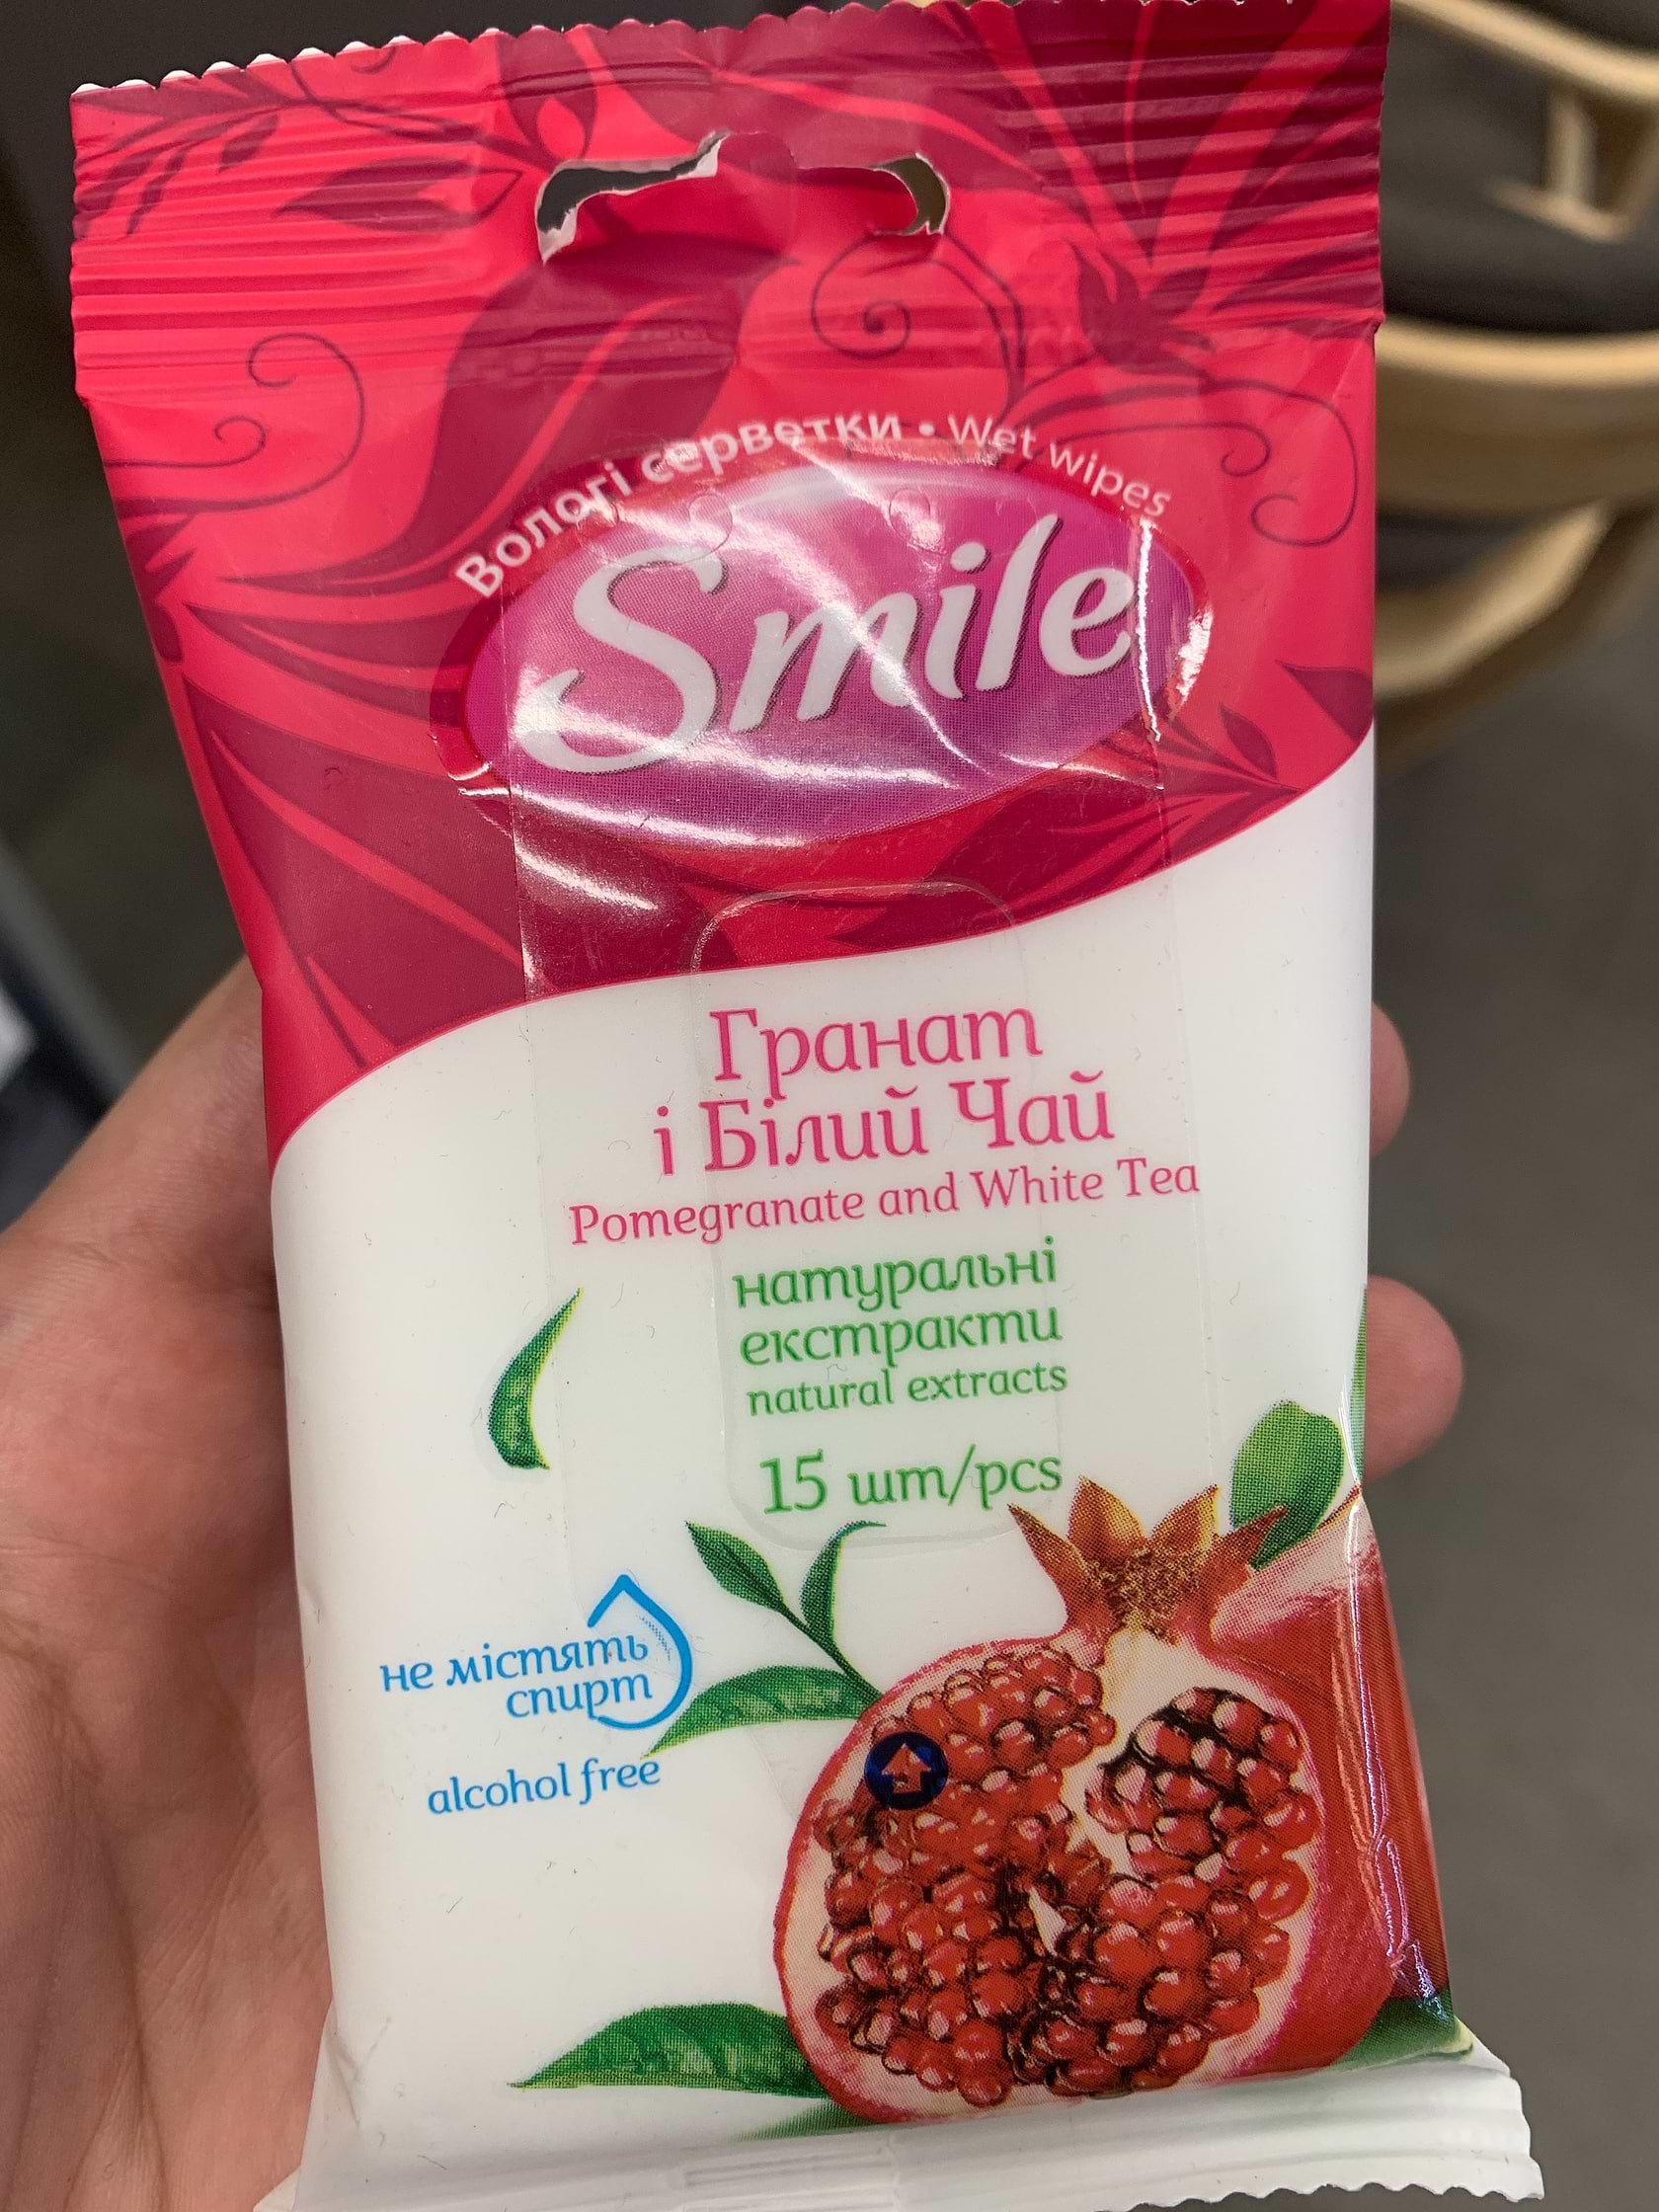 Вологі серветки • Wet wipes
Smile
Гранат
і Білий Чай
Pomegranate and White Tea
натуральні
екстракти
natural extracts
15 шт/pcs
не містять
спирт
alcohol free